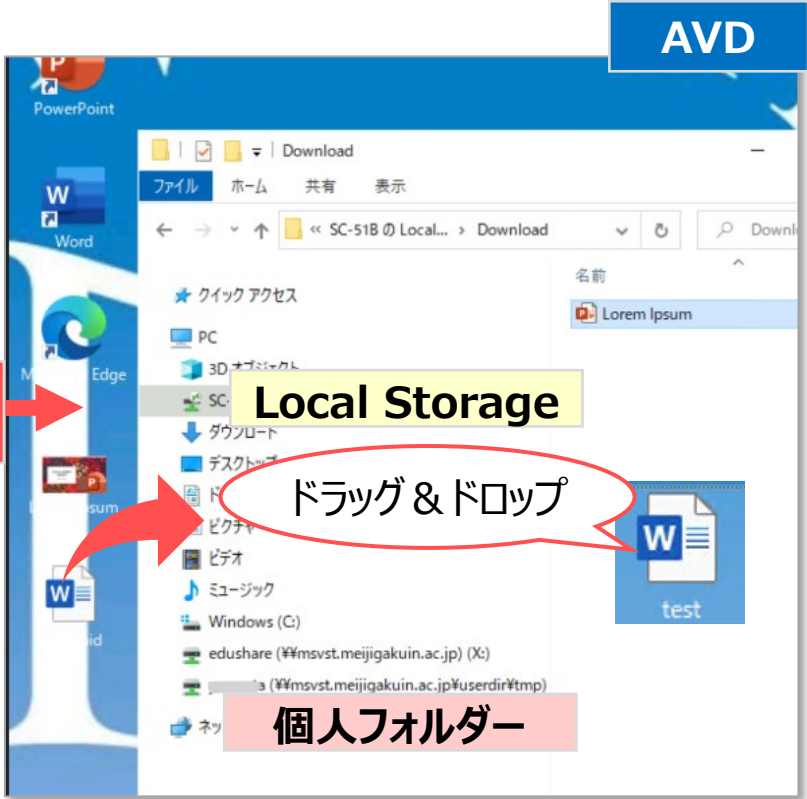 AVD
PowerPoint
Download
ファイル ホーム 共有 表示
Word
« SC-51B の Local... › Download
名前
クイック アクセス
Lorem Ipsum
PC
3D オブジェクト
Edge
SC-
Local Storage
ダウンロード
デスクトップ
ドラッグ＆ドロップ
ピクチャ
ビデオ
test
ミュージック
Windows (C:)
edushare (¥¥msvst.meijigakuin.ac.jp) (X:)
a (¥¥msvst.meijigakuin.ac.jp¥userdir¥tmp)
個人フォルダー